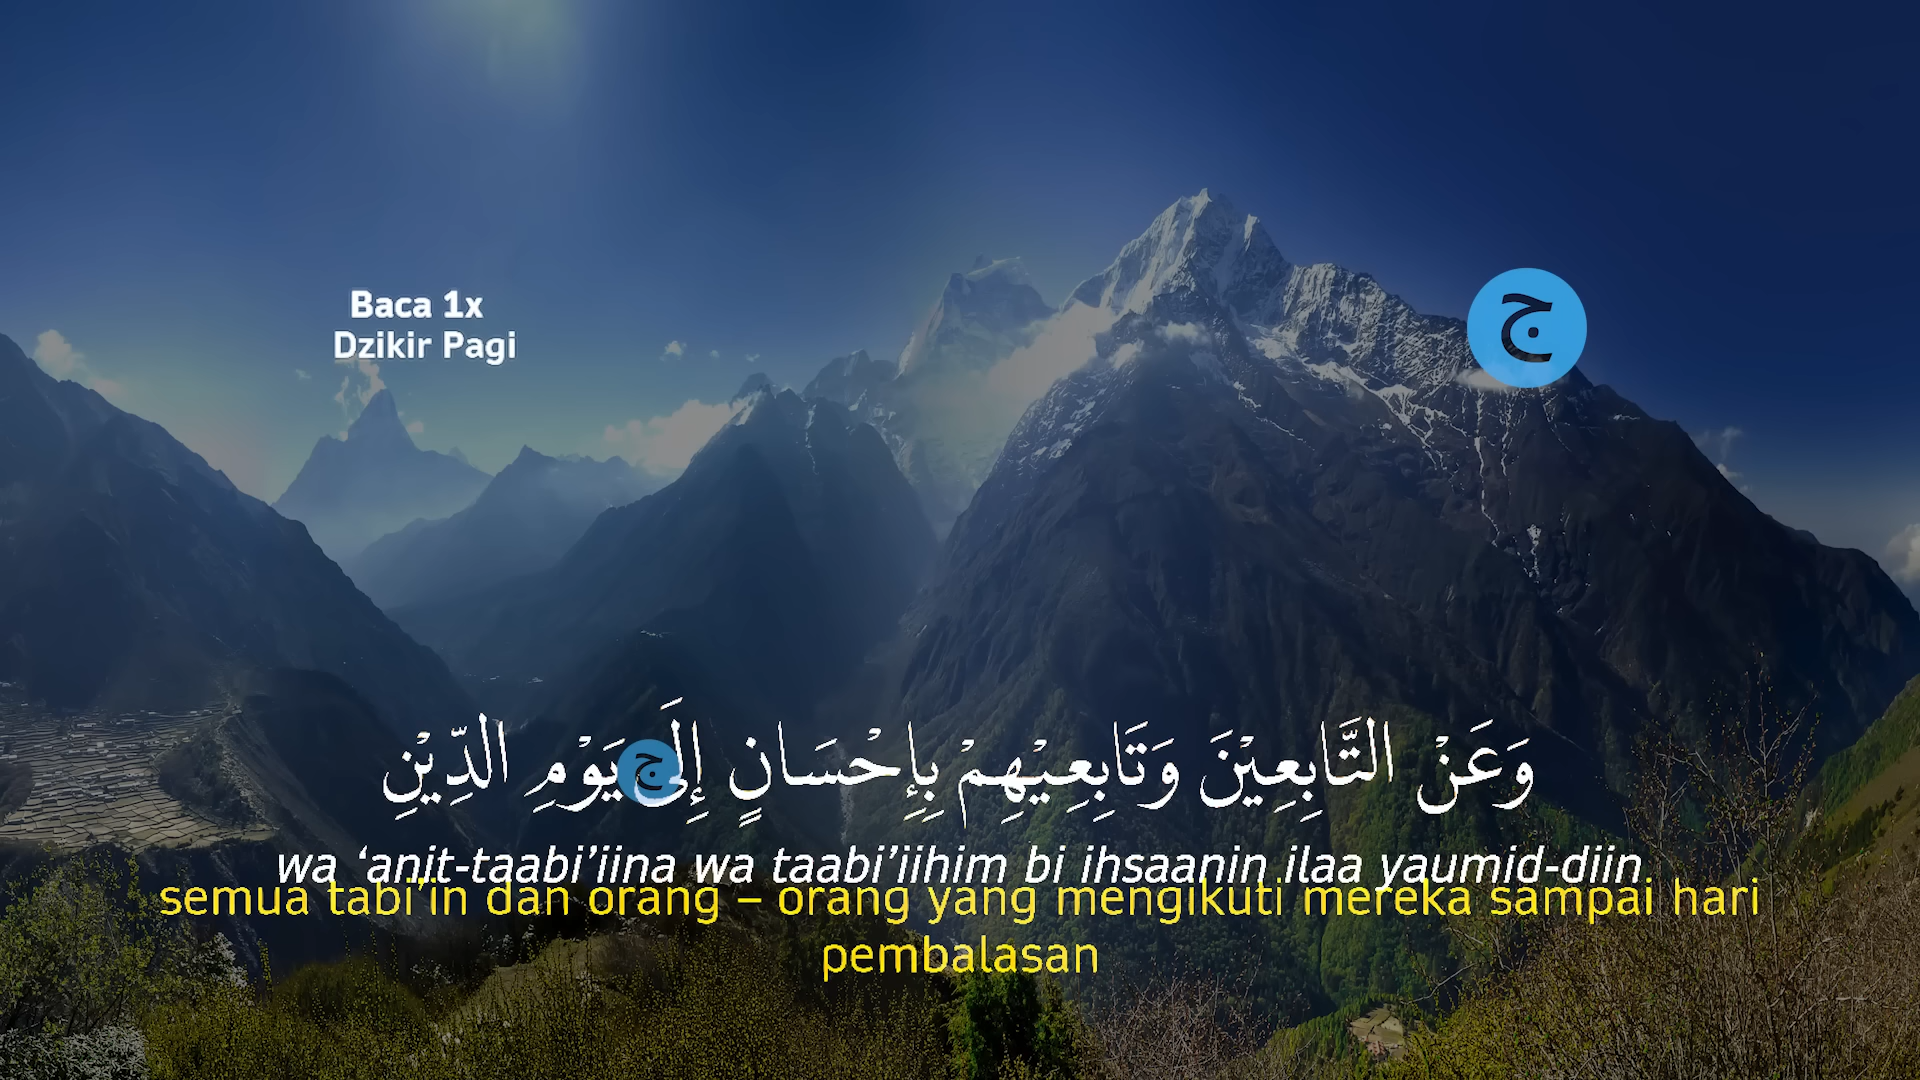 Baca 1x
Dzikir Pagi
ج
وَعَنْ التَّابِعِيْنَ وَتَابِعِيْهِمْ بِإِحْسَانٍ إِلَى يَوْمِ الدِّيْنِ
ج
wa ‘anit-taabi’iina wa taabi’iihim bi ihsaanin ilaa yaumid-diin
semua tabi’in dan orang – orang yang mengikuti mereka sampai hari
pembalasan